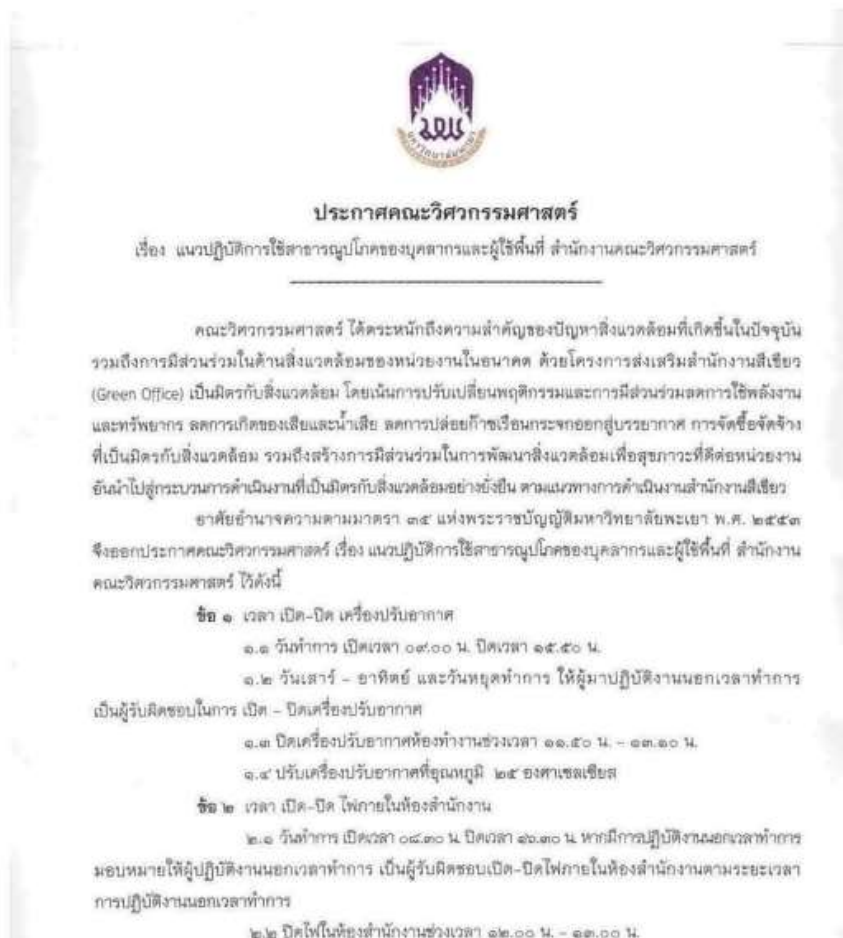 มหาวิทยาลัยพะเยา
ประกาศคณะวิศวกรรมศาสตร์
เรื่อง แนวปฏิบัติการใช้สาธารณูปโภคของบุคลากรและผู้ใช้พื้นที่ สำนักงานคณะวิศวกรรมศาสตร์
คณะวิศวกรรมศาสตร์ ได้ตระหนักถึงความสำคัญของปัญหาสิ่งแวดล้อมที่เกิดขึ้นในปัจจุบัน
รวมถึงการมีส่วนร่วมในด้านสิ่งแวดล้อมของหน่วยงานในอนาคต ด้วยโครงการส่งเสริมสำนักงานสีเขียว
(Green Office) เป็นมิตรกับสิ่งแวดล้อม โดยเน้นการปรับเปลี่ยนพฤติกรรมและการมีส่วนร่วมลดการใช้พลังงาน
และทรัพยากร ลดการเกิดของเสียและน้ำเสีย ลดการปล่อยก๊าซเรือนกระจกออกสู่บรรยากาศ การจัดซื้อจัดจ้าง
ที่เป็นมิตรกับสิ่งแวดล้อม รวมถึงสร้างการมีส่วนร่วมในการพัฒนาสิ่งแวดล้อมเพื่อสุขภาวะที่ดีต่อหน่วยงาน
อันนำไปสู่กระบวนการดำเนินงานที่เป็นมิตรกับสิ่งแวดล้อมอย่างยั่งยืน ตามแนวทางการดำเนินงานสำนักงานสีเขียว
อาศัยอำนาจความตามมาตรา ๓๕ แห่งพระราชบัญญัติมหาวิทยาลัยพะเยา พ.ศ. ๒๕๕๓
จึงออกประกาศคณะวิศวกรรมศาสตร์ เรื่อง แนวปฏิบัติการใช้สาธารณูปโภคของบุคลากรและผู้ใช้พื้นที่ สำนักงาน
คณะวิศวกรรมศาสตร์ ไว้ดังนี้
ข้อ ๑ เวลา เปิด-ปิด เครื่องปรับอากาศ
๑.๑ วันทำการ เปิดเวลา ๐๙.๐๐ น. ปิดเวลา ๑๕.๕๐ น.
๑.๒ วันเสาร์ – อาทิตย์ และวันหยุดทำการ ให้ผู้มาปฏิบัติงานนอกเวลาทำการ
เป็นผู้รับผิดชอบในการ เปิด – ปิดเครื่องปรับอากาศ
๑.๓ ปิดเครื่องปรับอากาศห้องทำงานช่วงเวลา ๑๑.๕๐ น. – ๑๓.๑๐ น.
๑.๔ ปรับเครื่องปรับอากาศที่อุณหภูมิ ๒๕ องศาเซลเซียส
ข้อ ๒ เวลา เปิด-ปิด ไฟภายในห้องสำนักงาน
๒.๑ วันทำการ เปิดเวลา ๐๘.๓๐ น. ปิดเวลา ๑๖.๓๐ น. หากมีการปฏิบัติงานนอกเวลาทำการ
มอบหมายให้ผู้ปฏิบัติงานนอกเวลาทำการ เป็นผู้รับผิดชอบเปิด-ปิดไฟภายในห้องสำนักงานตามระยะเวลา
การปฏิบัติงานนอกเวลาทำการ
๒.๒ ปิดไฟในห้องสำนักงานช่วงเวลา ๑๒.๐๐ น. – ๑๓.๐๐ น.